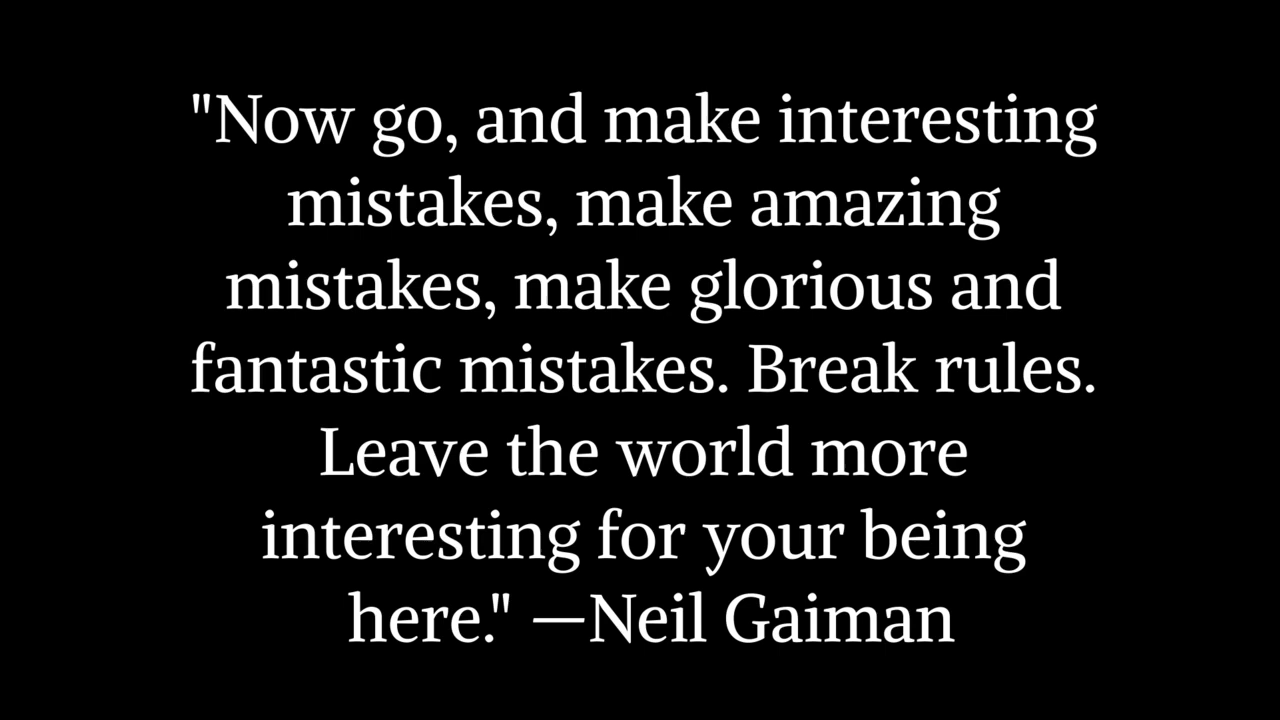 "Now go, and make interesting
mistakes, make amazing
mistakes, make glorious and
fantastic mistakes. Break rules.
Leave the world more
interesting for your being
here." —Neil Gaiman